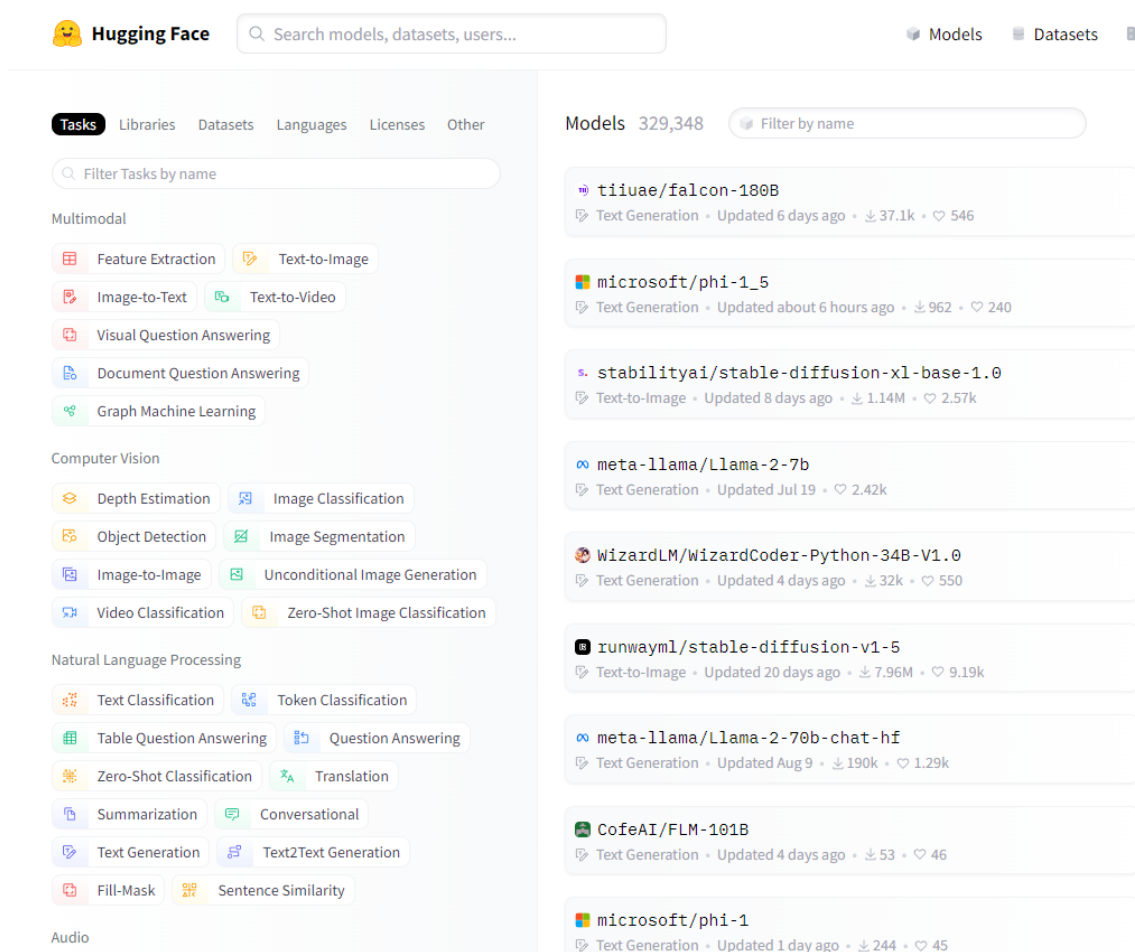 Hugging Face
Search models, datasets, users...
Models
Datasets
Tasks Libraries Datasets Languages Licenses Other
Filter Tasks by name
Multimodal
Feature Extraction Text-to-Image
Image-to-Text Text-to-Video
Visual Question Answering
Document Question Answering
Graph Machine Learning
Computer Vision
Depth Estimation Image Classification
Object Detection Image Segmentation
Image-to-Image Unconditional Image Generation
Video Classification Zero-Shot Image Classification
Natural Language Processing
Text Classification Token Classification
Table Question Answering Question Answering
Zero-Shot Classification Translation
Summarization Conversational
Text Generation Text2Text Generation
Fill-Mask Sentence Similarity
Audio
Models 329,348 Filter by name
tiiuae/falcon-180B
Text Generation • Updated 6 days ago • 37.1k • 546
microsoft/phi-1_5
Text Generation • Updated about 6 hours ago • 962 • 240
stabilityai/stable-diffusion-xl-base-1.0
Text-to-Image • Updated 8 days ago • 1.14M • 2.57k
meta-llama/Llama-2-7b
Text Generation • Updated Jul 19 • 2.42k
WizardLM/WizardCoder-Python-34B-V1.0
Text Generation • Updated 4 days ago • 32k • 550
runwayml/stable-diffusion-v1-5
Text-to-Image • Updated 20 days ago • 7.96M • 9.19k
meta-llama/Llama-2-70b-chat-hf
Text Generation • Updated Aug 9 • 190k • 1.29k
CofeAI/FLM-101B
Text Generation • Updated 4 days ago • 53 • 46
microsoft/phi-1
Text Generation • Updated 1 day ago • 244 • 45